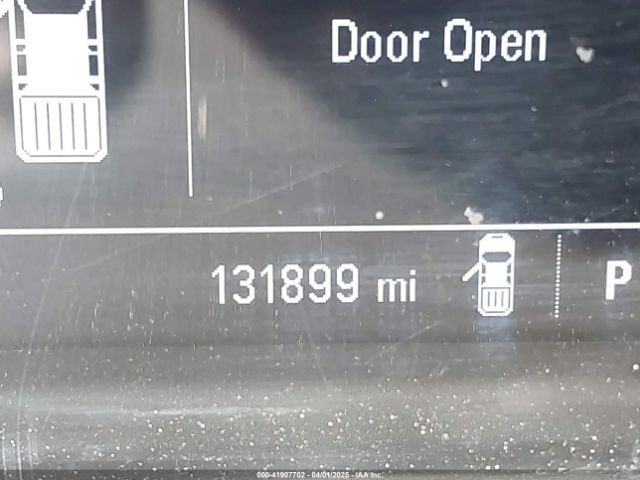 Door Open
131899 mi
P
000-41907702 - 04/01/2025 - IAA Inc.